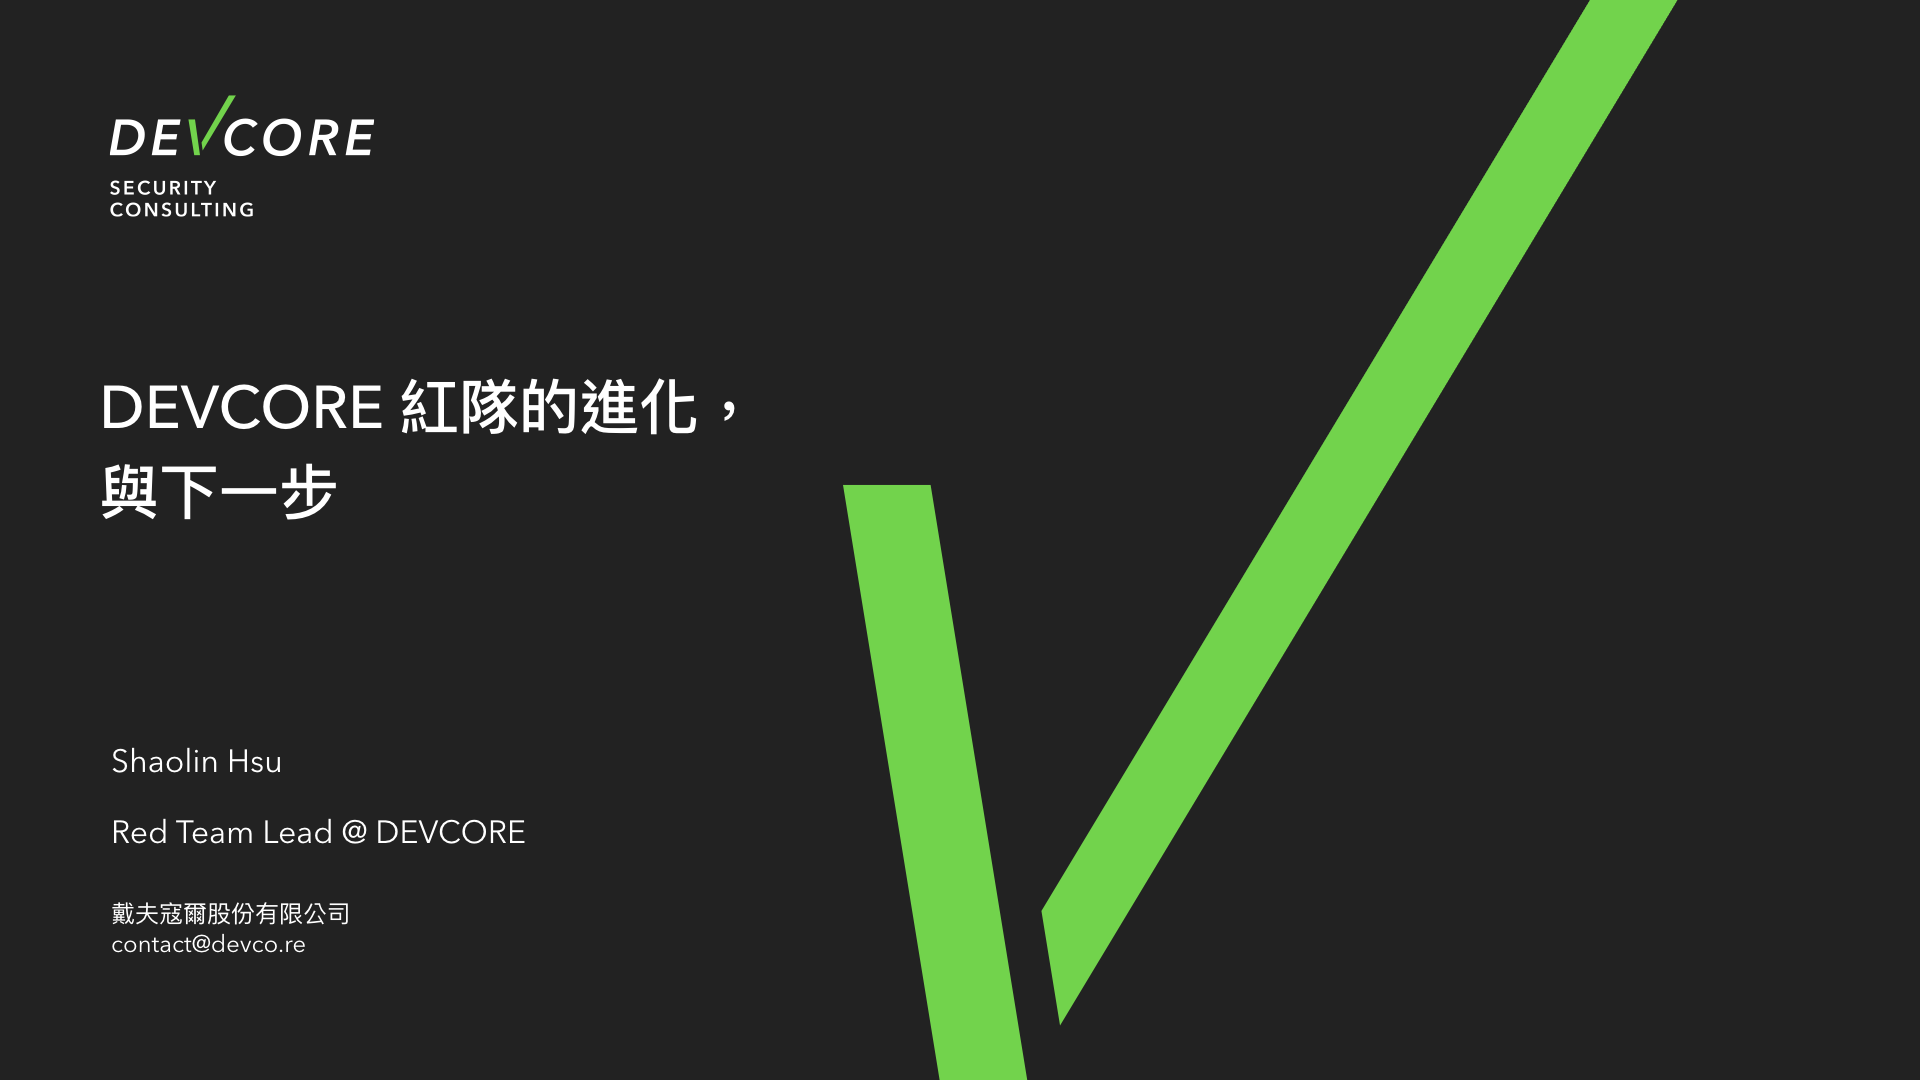 DEVCORE
SECURITY
CONSULTING
DEVCORE 紅隊的進化，
與下一步
Shaolin Hsu
Red Team Lead @ DEVCORE
戴夫寇爾股份有限公司
contact@devco.re